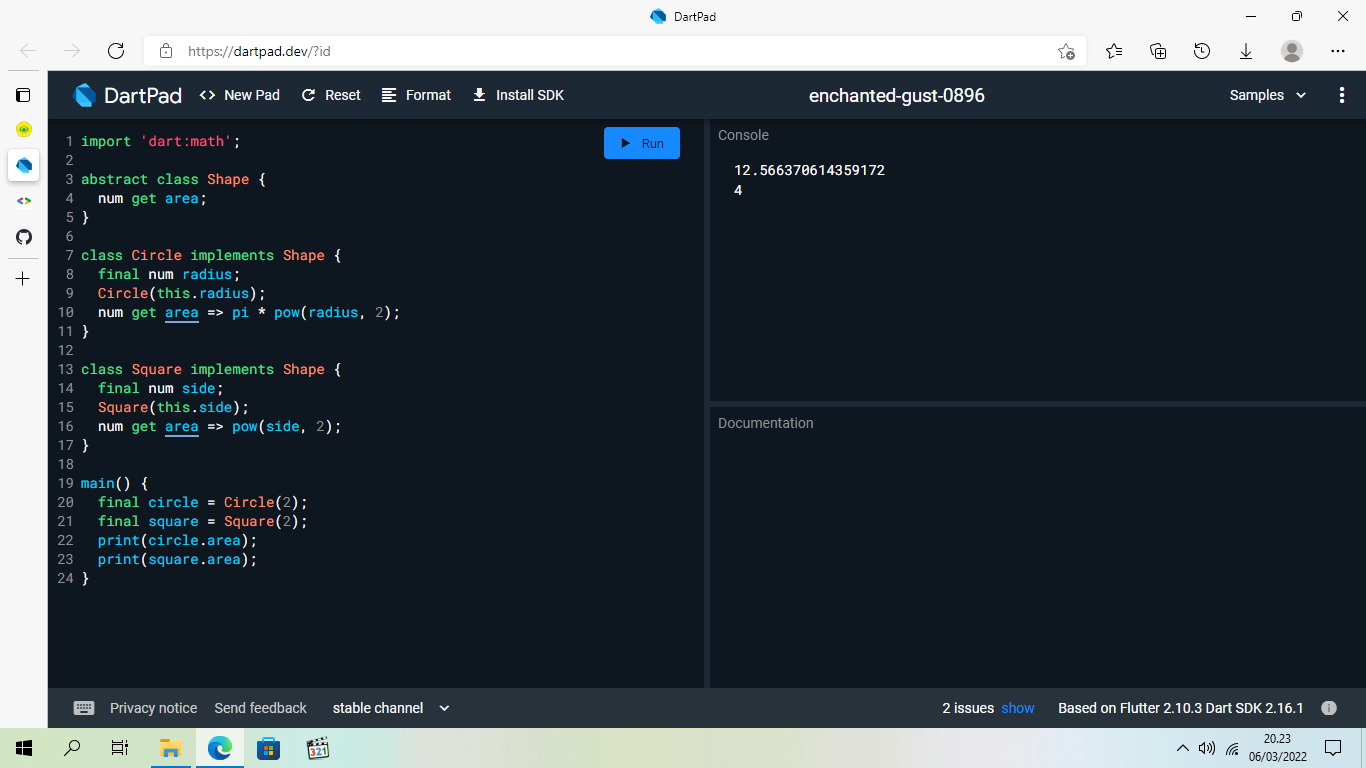 DartPad
https://dartpad.dev/?id
DartPad
New Pad
Reset
Format
Install SDK
enchanted-gust-0896
Samples
1 import 'dart:math';
2
3 abstract class Shape {
4   num get area;
5 }
6
7 class Circle implements Shape {
8   final num radius;
9   Circle(this.radius);
10   num get area => pi * pow(radius, 2);
11 }
12
13 class Square implements Shape {
14   final num side;
15   Square(this.side);
16   num get area => pow(side, 2);
17 }
18
19 main() {
20   final circle = Circle(2);
21   final square = Square(2);
22   print(circle.area);
23   print(square.area);
24 }
Run
Console
12.566370614359172
4
Documentation
Privacy notice
Send feedback
stable channel
2 issues show
Based on Flutter 2.10.3 Dart SDK 2.16.1
321
20.23
06/03/2022